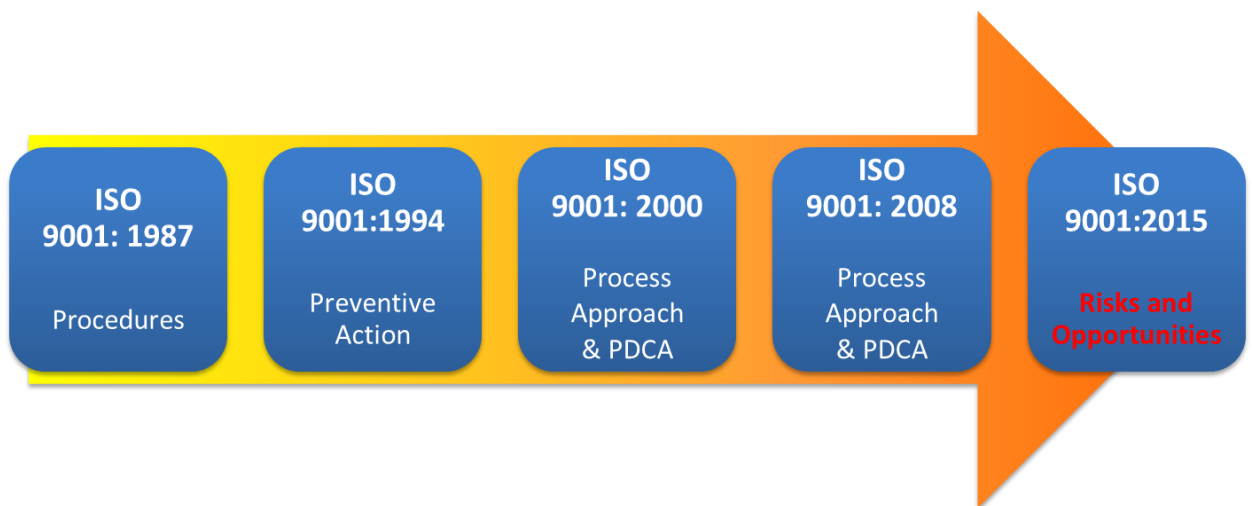 ISO
9001: 1987
Procedures
ISO
9001:1994
Preventive
Action
ISO
9001: 2000
Process
Approach
& PDCA
ISO
9001: 2008
Process
Approach
& PDCA
ISO
9001:2015
Risks and
Opportunities